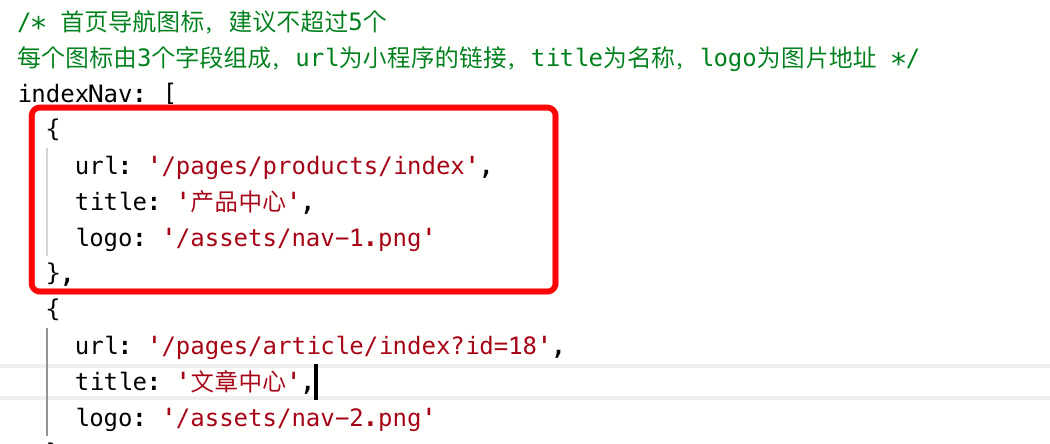 /* 首页导航图标，建议不超过5个
每个图标由3个字段组成，url为小程序的链接，title为名称，logo为图片地址 */
indexNav: [
{
url: '/pages/products/index',
title: '产品中心',
logo: '/assets/nav-1.png'
},
{
url: '/pages/article/index?id=18',
title: '文章中心',
logo: '/assets/nav-2.png'